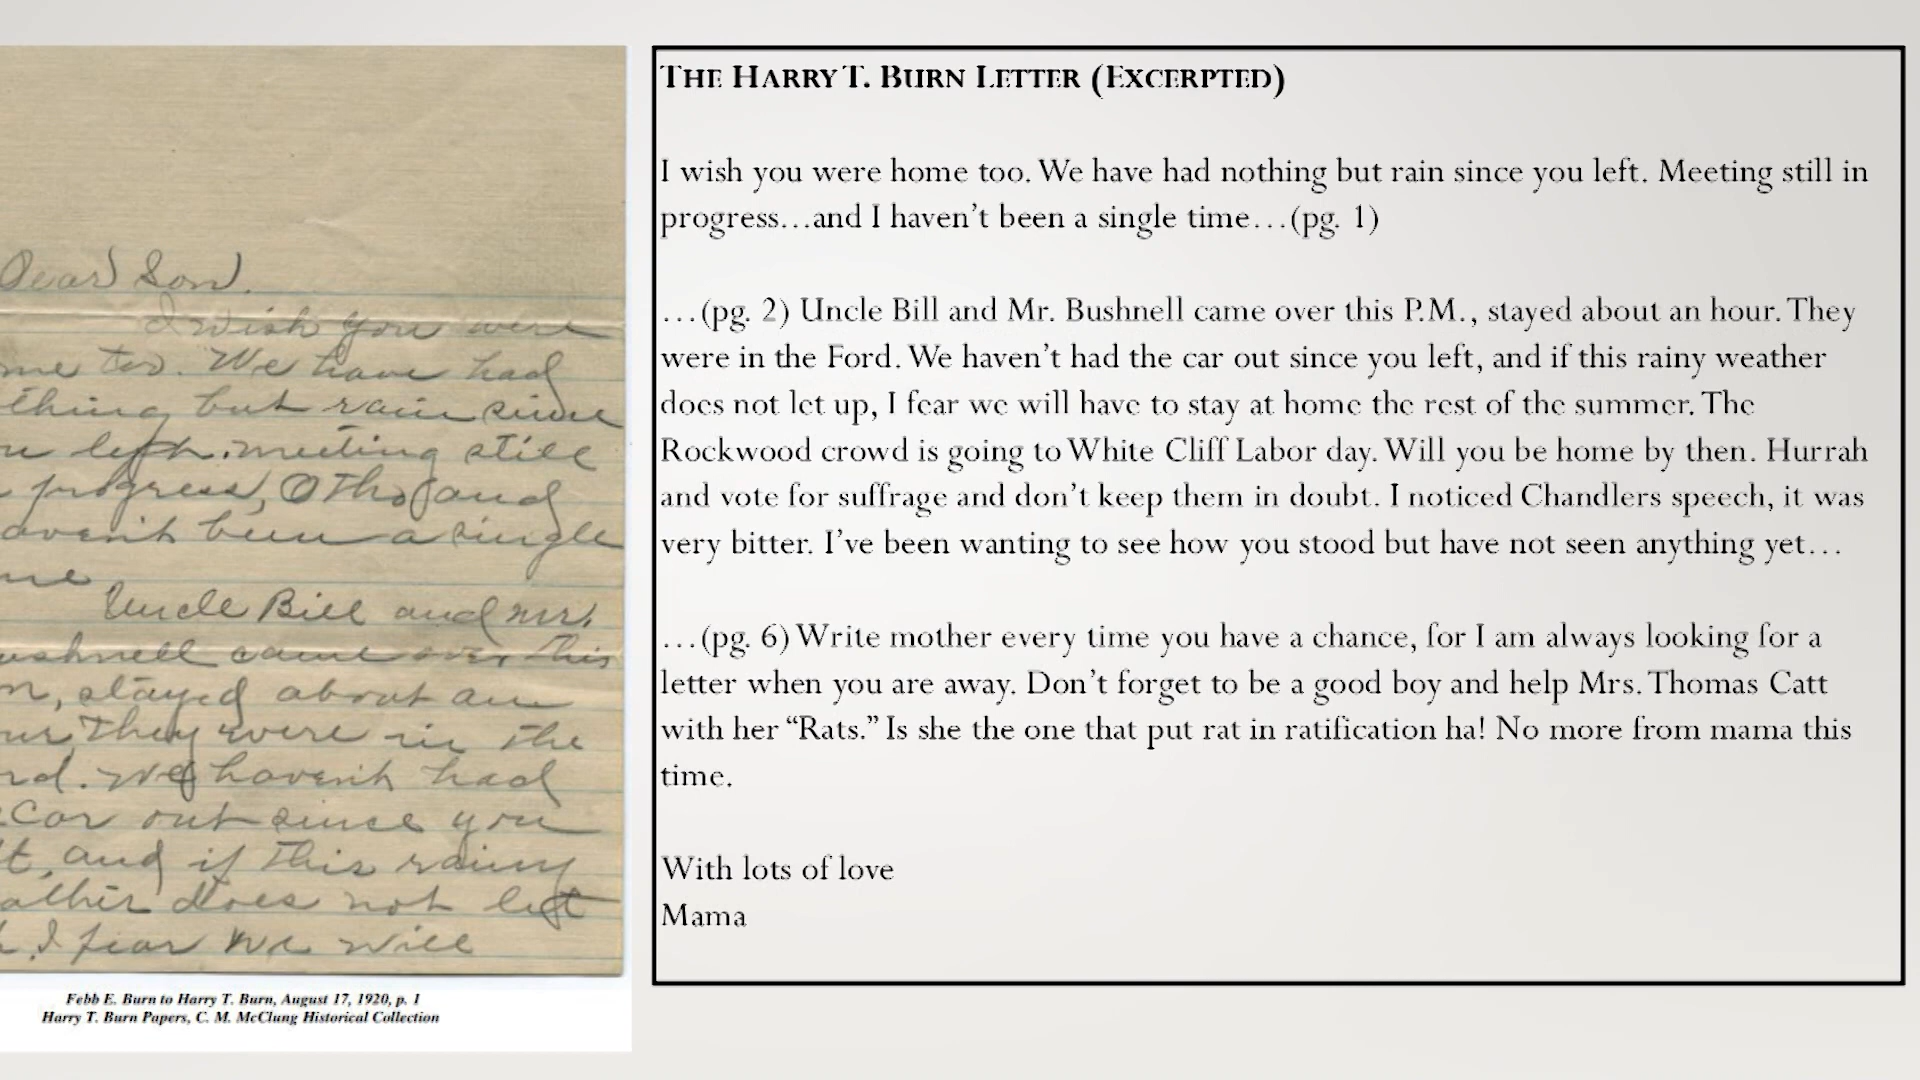 Dear Son.
I wish you were
me too. We have had
thing but rain since
u left. meeting still
progress, Otho and
aven't been a single
me
Uncle Bill and mr.
ushnell came over this
m, stayed about an
ur, They were in the
rd. We haven't had
car out since you
t, and if this rainy
ather does not let
I fear we will
Febb E. Burn to Harry T. Burn, August 17, 1920, p. 1
Harry T. Burn Papers, C. M. McClung Historical Collection
THE HARRY T. BURN LETTER (EXCERPTED)
I wish you were home too. We have had nothing but rain since you left. Meeting still in
progress…and I haven't been a single time…(pg. 1)
…(pg. 2) Uncle Bill and Mr. Bushnell came over this P.M., stayed about an hour. They
were in the Ford. We haven't had the car out since you left, and if this rainy weather
does not let up, I fear we will have to stay at home the rest of the summer. The
Rockwood crowd is going to White Cliff Labor day. Will you be home by then. Hurrah
and vote for suffrage and don't keep them in doubt. I noticed Chandlers speech, it was
very bitter. I've been wanting to see how you stood but have not seen anything yet…
…(pg. 6) Write mother every time you have a chance, for I am always looking for a
letter when you are away. Don't forget to be a good boy and help Mrs. Thomas Catt
with her “Rats.” Is she the one that put rat in ratification ha! No more from mama this
time.
With lots of love
Mama